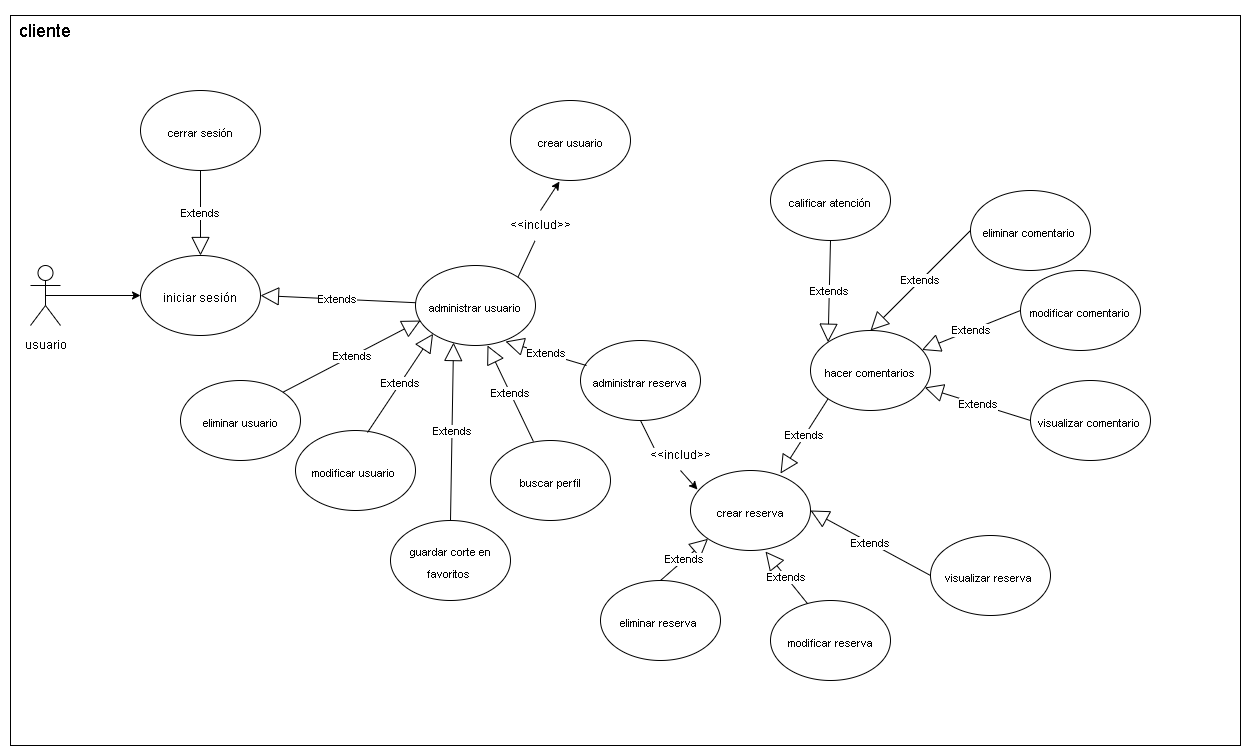 cliente
cerrar sesión
crear usuario
Extends
<<includ>>
calificar atención
eliminar comentario
iniciar sesión
Extends
administrar usuario
Extends
Extends
modificar comentario
Extends
usuario
Extends
Extends
administrar reserva
hacer comentarios
Extends
Extends
Extends
eliminar usuario
Extends
visualizar comentario
Extends
<<includ>>
modificar usuario
buscar perfil
crear reserva
guardar corte en
favoritos
Extends
Extends
Extends
visualizar reserva
eliminar reserva
modificar reserva